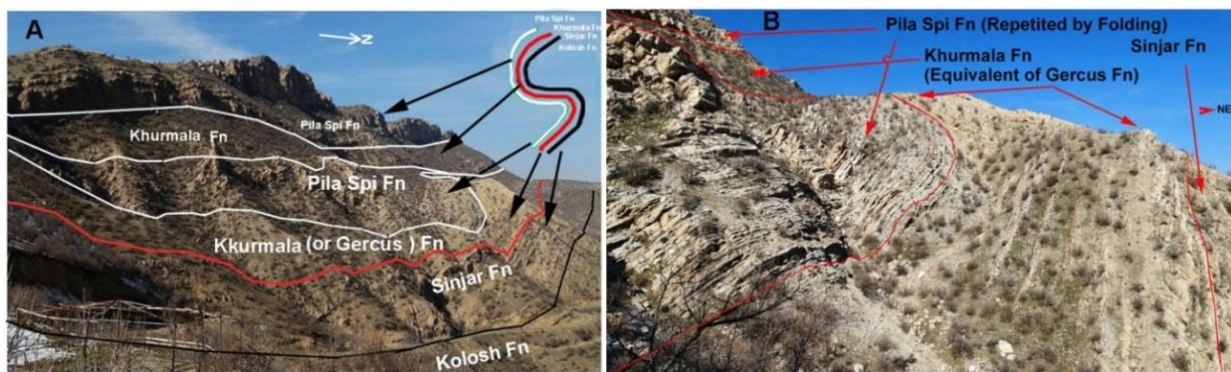 A
Z
Pila Spi Fn
Khurmala Fn
Sinjar Fn
Kolosh Fn
Khurmala Fn
Pila Spi Fn
Pila Spi Fn
Kkurmala (or Gercus ) Fn
Sinjar Fn
Kolosh Fn
B
Pila Spi Fn (Repetited by Folding)
Khurmala Fn
(Equivalent of Gercus Fn)
Sinjar Fn
NE